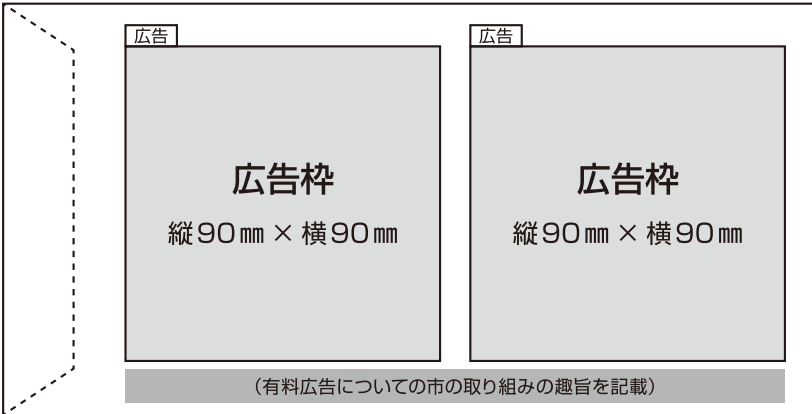 広告
広告枠
縦90㎜ × 横90㎜
広告
広告枠
縦90㎜ × 横90㎜
（有料広告についての市の取り組みの趣旨を記載）